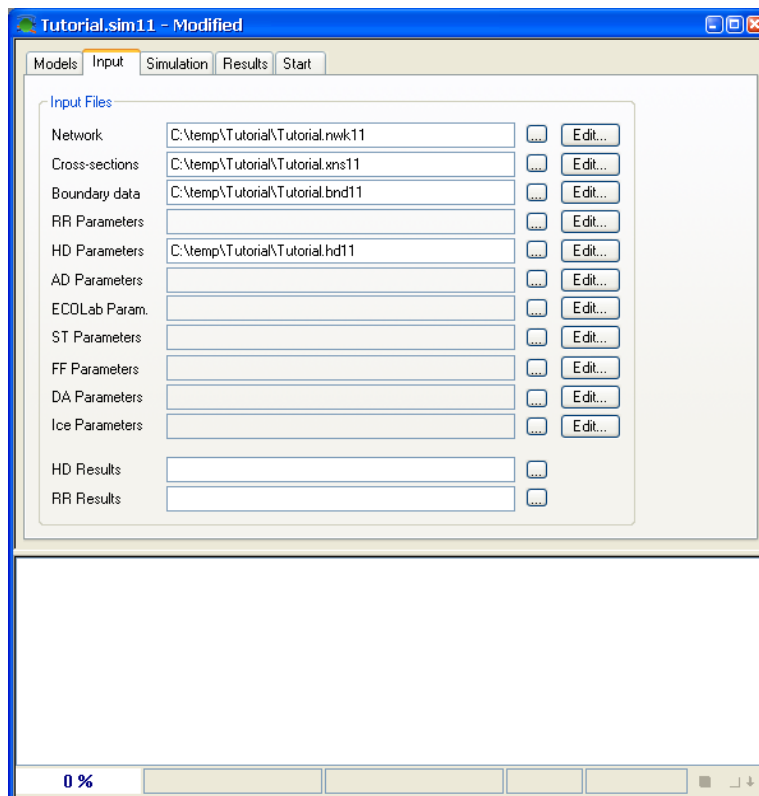 Tutorial.sim11 - Modified
Models Input Simulation Results Start
Input Files
Network C:\temp\Tutorial\Tutorial.nwk11 ... Edit...
Cross-sections C:\temp\Tutorial\Tutorial.xns11 ... Edit...
Boundary data C:\temp\Tutorial\Tutorial.bnd11 ... Edit...
RR Parameters ... Edit...
HD Parameters C:\temp\Tutorial\Tutorial.hd11 ... Edit...
AD Parameters ... Edit...
ECOLab Param. ... Edit...
ST Parameters ... Edit...
FF Parameters ... Edit...
DA Parameters ... Edit...
Ice Parameters ... Edit...
HD Results ...
RR Results ...
0 %